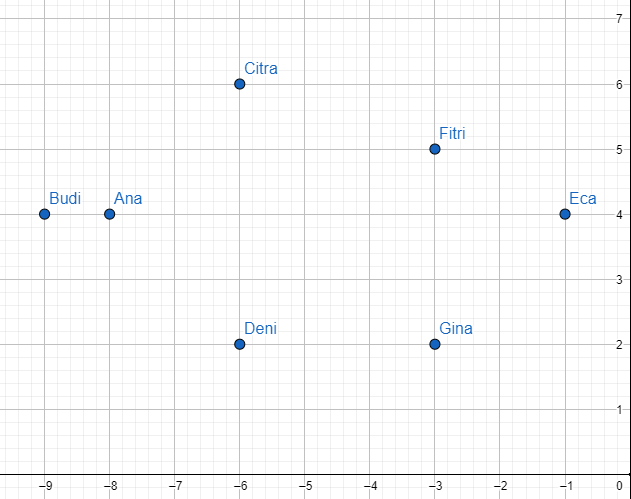 7
Citra
6
Fitri
5
Budi
Ana
Eca
4
3
Deni
Gina
2
1
–9 –8 –7 –6 –5 –4 –3 –2 –1 0